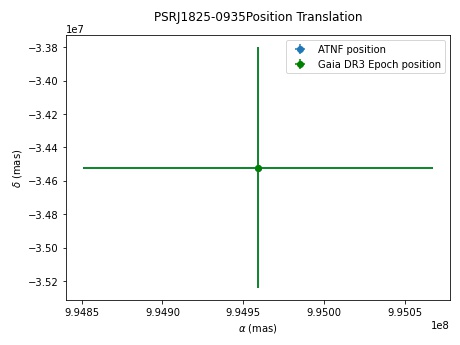 PSRJ1825-0935Position Translation
1e7
−3.38
−3.40
−3.42
−3.44
−3.46
−3.48
−3.50
−3.52
δ (mas)
ATNF position
Gaia DR3 Epoch position
9.9485 9.9490 9.9495 9.9500 9.9505
1e8
α (mas)